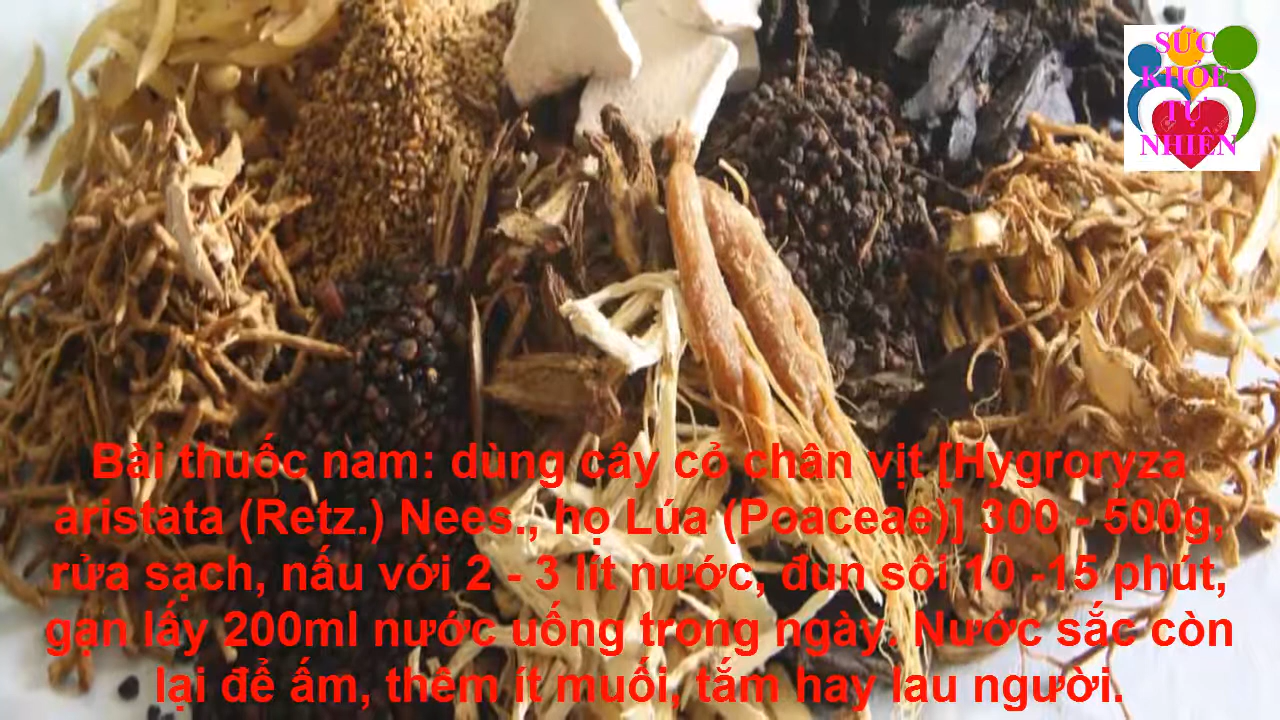 SỨC
KHỎE
TỰ
NHIÊN
Bài thuốc nam: dùng cây cỏ chân vịt [Hygroryza
aristata (Retz.) Nees., họ Lúa (Poaceae)] 300 - 500g,
rửa sạch, nấu với 2 - 3 lít nước, đun sôi 10 -15 phút,
gạn lấy 200ml nước uống trong ngày. Nước sắc còn
lại để ấm, thêm ít muối, tắm hay lau người.